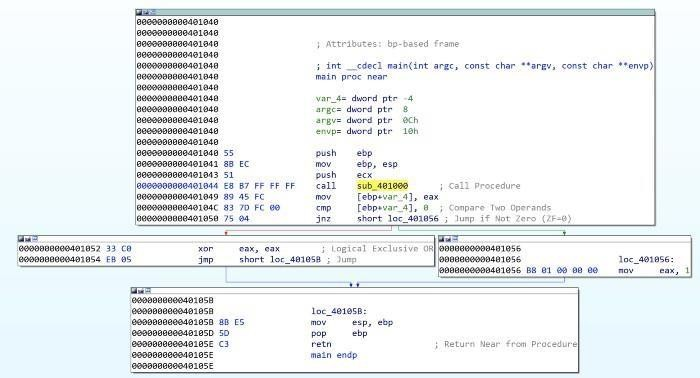 0000000000401040
0000000000401040
0000000000401040 ; Attributes: bp-based frame
0000000000401040
0000000000401040 ; int __cdecl main(int argc, const char **argv, const char **envp)
0000000000401040 main proc near
0000000000401040
0000000000401040 var_4= dword ptr -4
0000000000401040 argc= dword ptr 8
0000000000401040 argv= dword ptr 0Ch
0000000000401040 envp= dword ptr 10h
0000000000401040
0000000000401040 55 push ebp
0000000000401041 8B EC mov ebp, esp
0000000000401043 51 push ecx
0000000000401044 E8 B7 FF FF FF call sub_401000 ; Call Procedure
0000000000401049 89 45 FC mov [ebp+var_4], eax
000000000040104C 83 7D FC 00 cmp [ebp+var_4], 0 ; Compare Two Operands
0000000000401050 75 04 jnz short loc_401056 ; Jump if Not Zero (ZF=0)
0000000000401052 33 C0 xor eax, eax ; Logical Exclusive OR
0000000000401054 EB 05 jmp short loc_40105B ; Jump
0000000000401056
0000000000401056 loc_401056:
0000000000401056 B8 01 00 00 00 mov eax, 1
000000000040105B
000000000040105B loc_40105B:
000000000040105B 8B E5 mov esp, ebp
000000000040105D 5D pop ebp
000000000040105E C3 retn ; Return Near from Procedure
000000000040105E main endp
000000000040105E